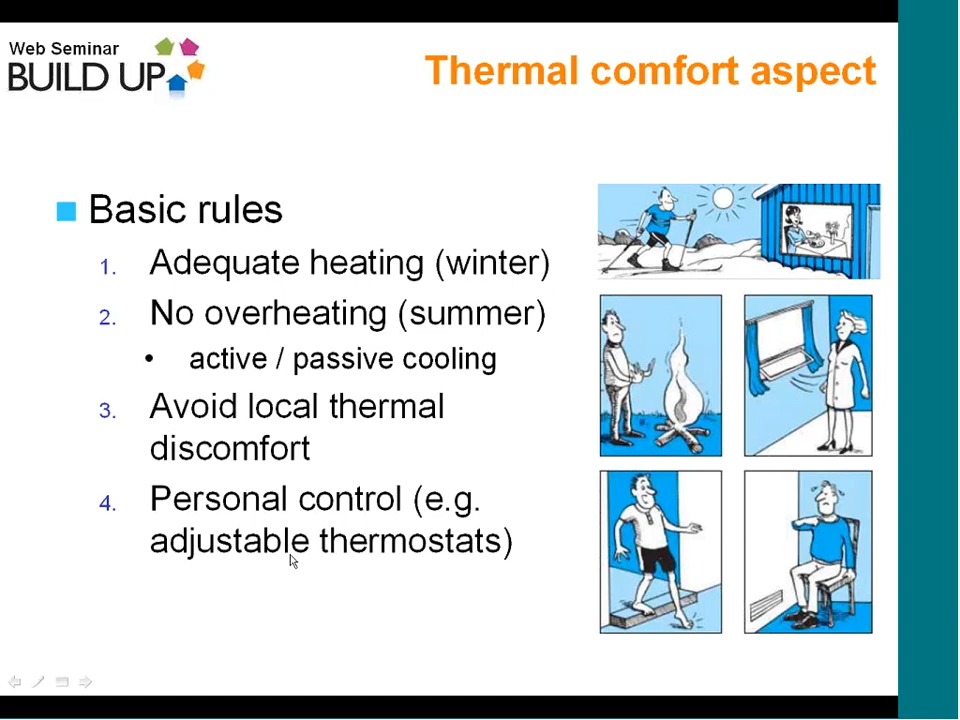 Web Seminar
BUILD UP
Thermal comfort aspect
Basic rules
1. Adequate heating (winter)
2. No overheating (summer)
• active / passive cooling
3. Avoid local thermal
discomfort
4. Personal control (e.g.
adjustable thermostats)